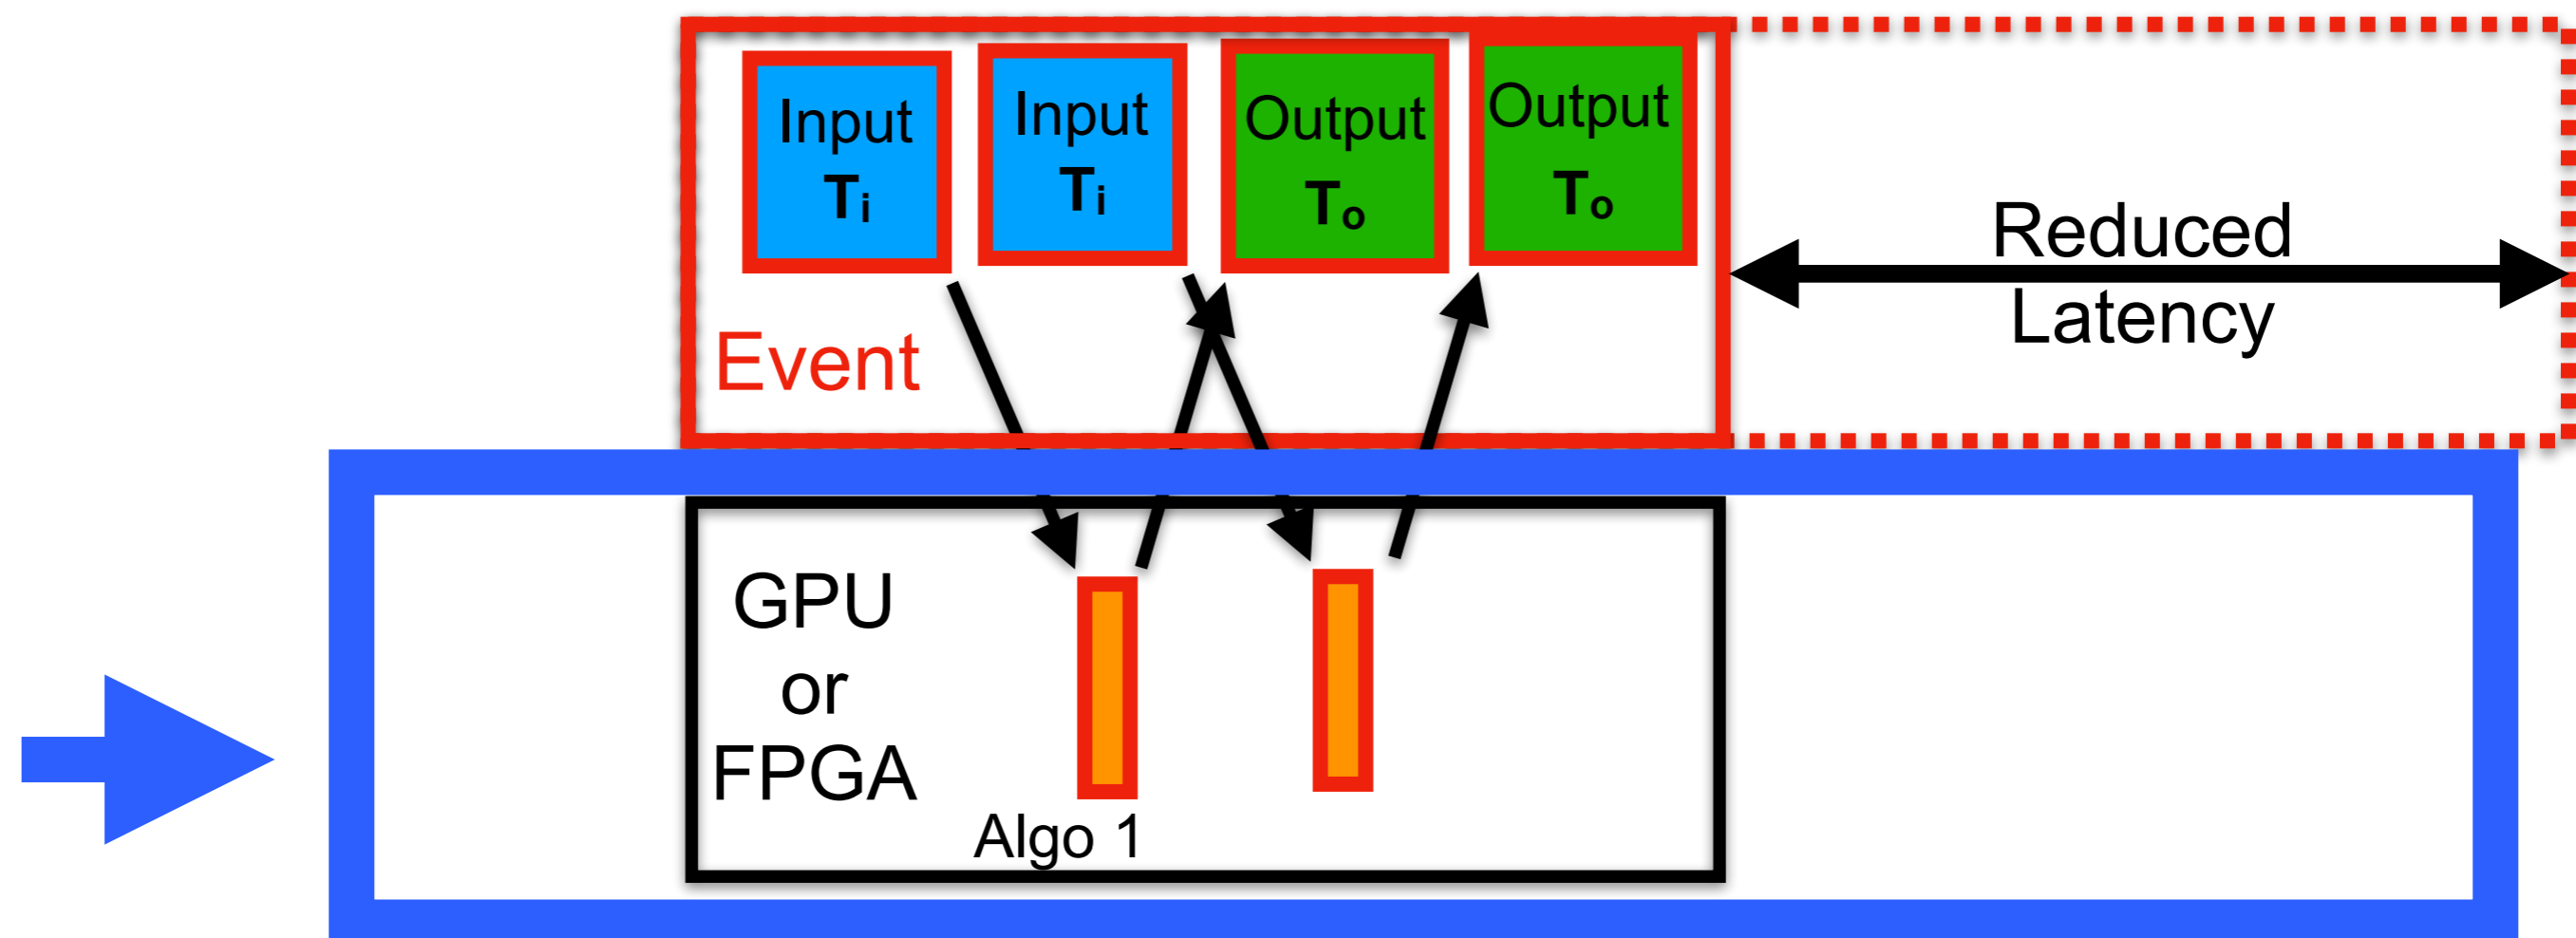 Input
Tᵢ
Input
Tᵢ
Output
Tₒ
Output
Tₒ
Reduced
Latency
Event
GPU
or
FPGA
Algo 1